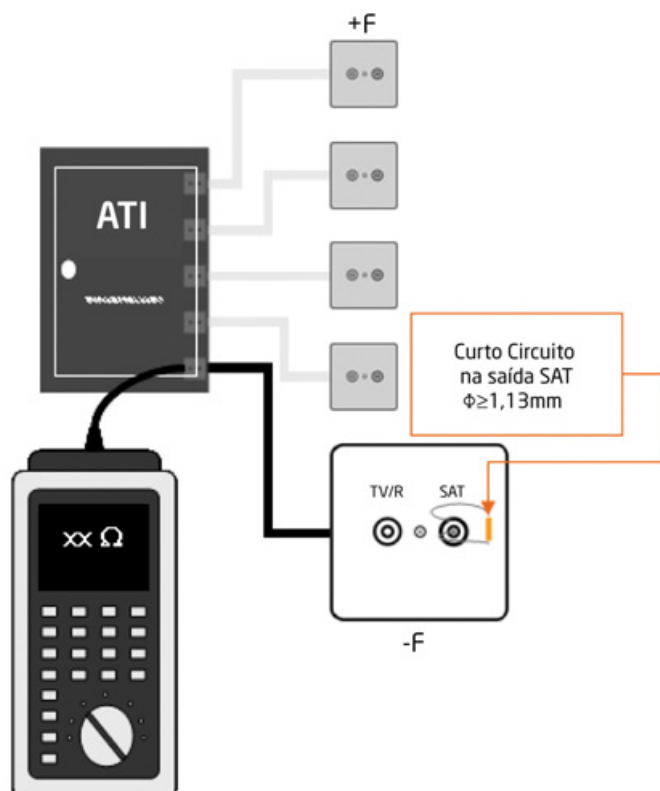 +F
ATI
Curto Circuito
na saída SAT
Φ≥1,13mm
TV/R SAT
xx Ω
-F